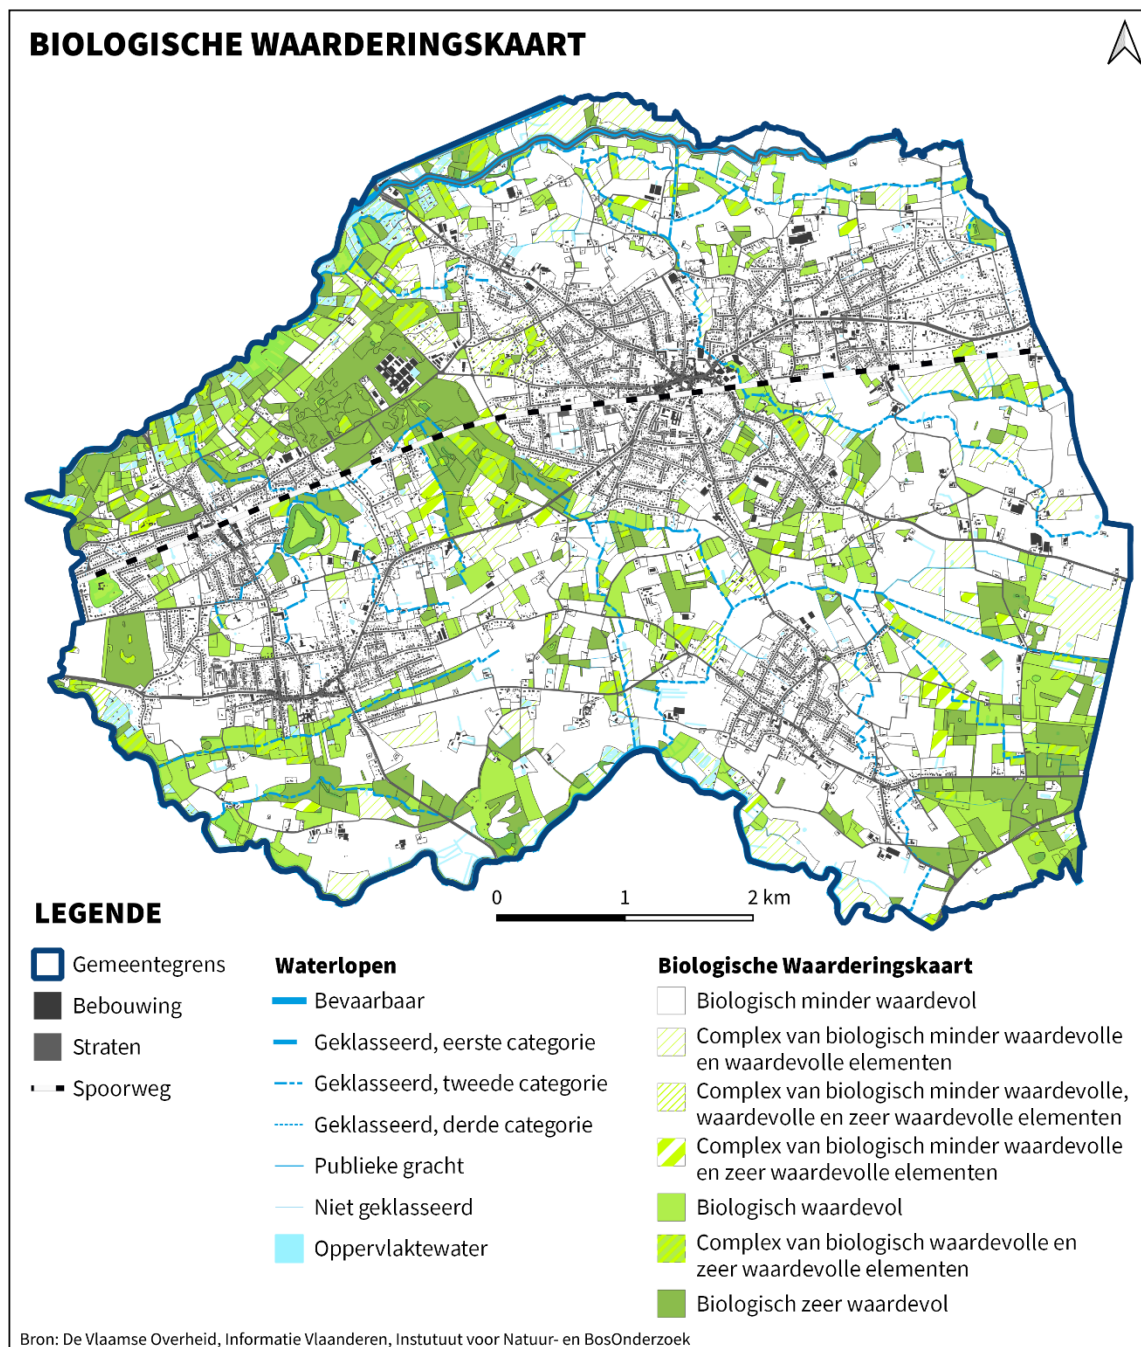 BIOLOGISCHE WAARDERINGSKAART
0 1 2 km
LEGENDE
Gemeentegrens
Bebouwing
Straten
Spoorweg
Waterlopen
Bevaarbaar
Geklasseerd, eerste categorie
Geklasseerd, tweede categorie
Geklasseerd, derde categorie
Publieke gracht
Niet geklasseerd
Oppervlaktewater
Biologische Waarderingskaart
Biologisch minder waardevol
Complex van biologisch minder waardevolle
en waardevolle elementen
Complex van biologisch minder waardevolle,
waardevolle en zeer waardevolle elementen
Complex van biologisch minder waardevolle
en zeer waardevolle elementen
Biologisch waardevol
Complex van biologisch waardevolle en
zeer waardevolle elementen
Biologisch zeer waardevol
Bron: De Vlaamse Overheid, Informatie Vlaanderen, Instutuut voor Natuur- en BosOnderzoek